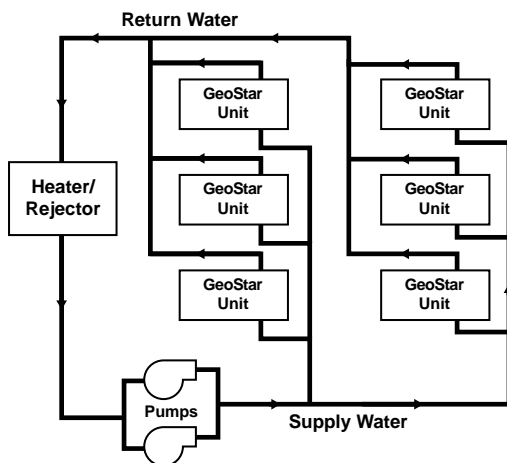 Return Water
GeoStar
Unit
GeoStar
Unit
Heater/
Rejector
GeoStar
Unit
GeoStar
Unit
GeoStar
Unit
GeoStar
Unit
Pumps
Supply Water